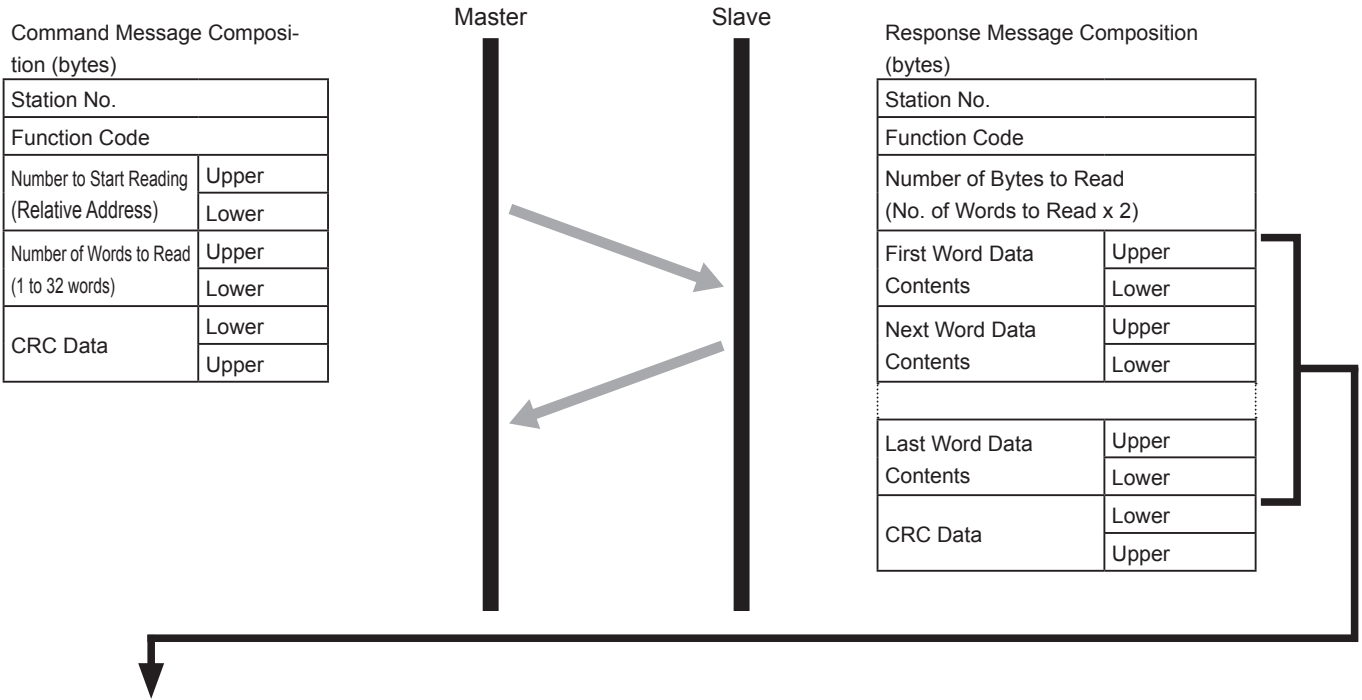 Command Message Composi-
tion (bytes)
Station No.
Function Code
Number to Start Reading
(Relative Address)
Upper
Lower
Number of Words to Read
(1 to 32 words)
Upper
Lower
CRC Data
Lower
Upper
Master
Slave
Response Message Composition
(bytes)
Station No.
Function Code
Number of Bytes to Read
(No. of Words to Read x 2)
First Word Data
Contents
Upper
Lower
Next Word Data
Contents
Upper
Lower
Last Word Data
Contents
Upper
Lower
CRC Data
Lower
Upper